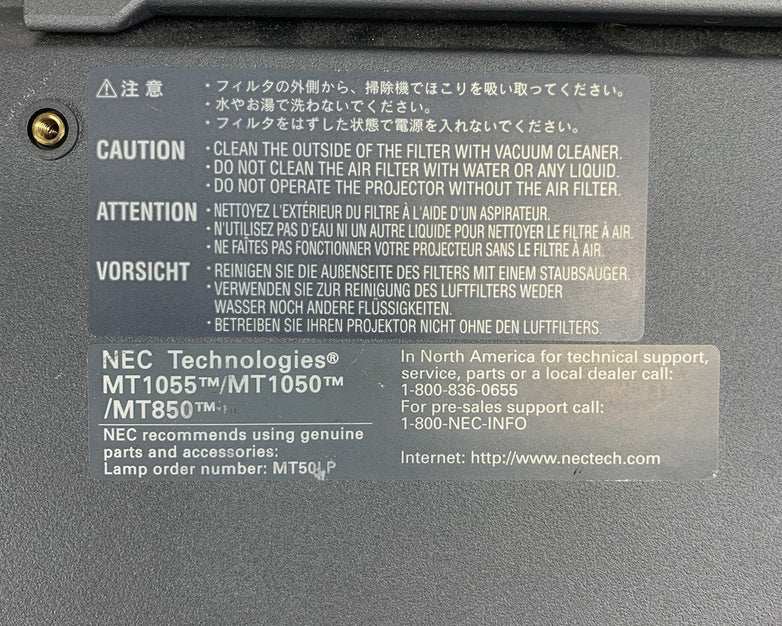 ⚠注意
・フィルタの外側から、掃除機でほこりを吸い取ってください。
・水やお湯で洗わないでください。
・フィルタをはずした状態で電源を入れないでください。
CAUTION
・CLEAN THE OUTSIDE OF THE FILTER WITH VACUUM CLEANER.
・DO NOT CLEAN THE AIR FILTER WITH WATER OR ANY LIQUID.
・DO NOT OPERATE THE PROJECTOR WITHOUT THE AIR FILTER.
ATTENTION
・NETTOYEZ L'EXTÉRIEUR DU FILTRE À L'AIDE D'UN ASPIRATEUR.
・N'UTILISEZ PAS D'EAU NI UN AUTRE LIQUIDE POUR NETTOYER LE FILTRE À AIR.
・NE FAÎTES PAS FONCTIONNER VOTRE PROJECTEUR SANS LE FILTRE À AIR.
VORSICHT
・REINIGEN SIE DIE AUßENSEITE DES FILTERS MIT EINEM STAUBSAUGER.
・VERWENDEN SIE ZUR REINIGUNG DES LUFTFILTERS WEDER
WASSER NOCH ANDERE FLÜSSIGKEITEN.
・BETREIBEN SIE IHREN PROJEKTOR NICHT OHNE DEN LUFTFILTERS.
NEC Technologies®
MT1055™/MT1050™
/MT850™
NEC recommends using genuine
parts and accessories:
Lamp order number: MT50LP
In North America for technical support,
service, parts or a local dealer call:
1-800-836-0655
For pre-sales support call:
1-800-NEC-INFO
Internet: http://www.nectech.com